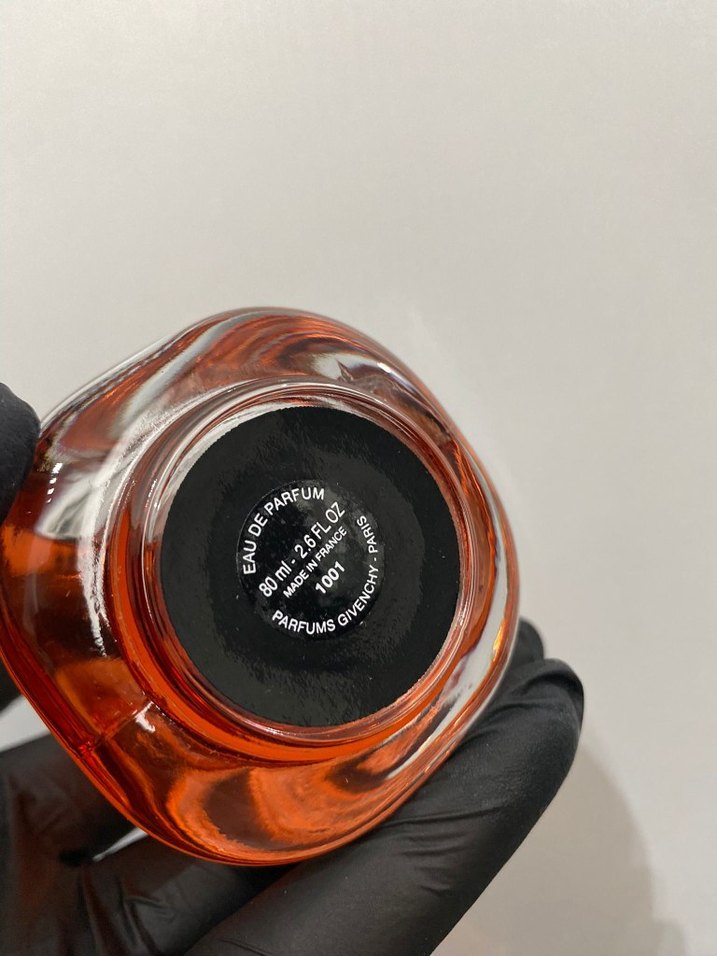 EAU DE PARFUM
80 ml - 2.6 FL OZ
MADE IN FRANCE
1001
PARFUMS GIVENCHY - PARIS